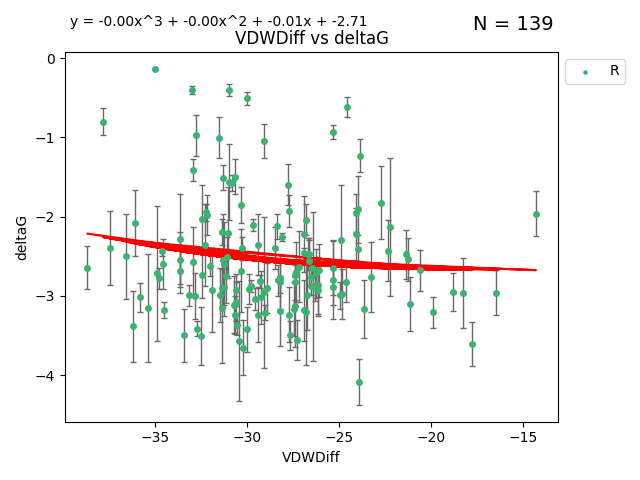 y = -0.00x^3 + -0.00x^2 + -0.01x + -2.71
N = 139
VDWDiff vs deltaG
R
0
−1
−2
−3
−4
deltaG
−35 −30 −25 −20 −15
VDWDiff